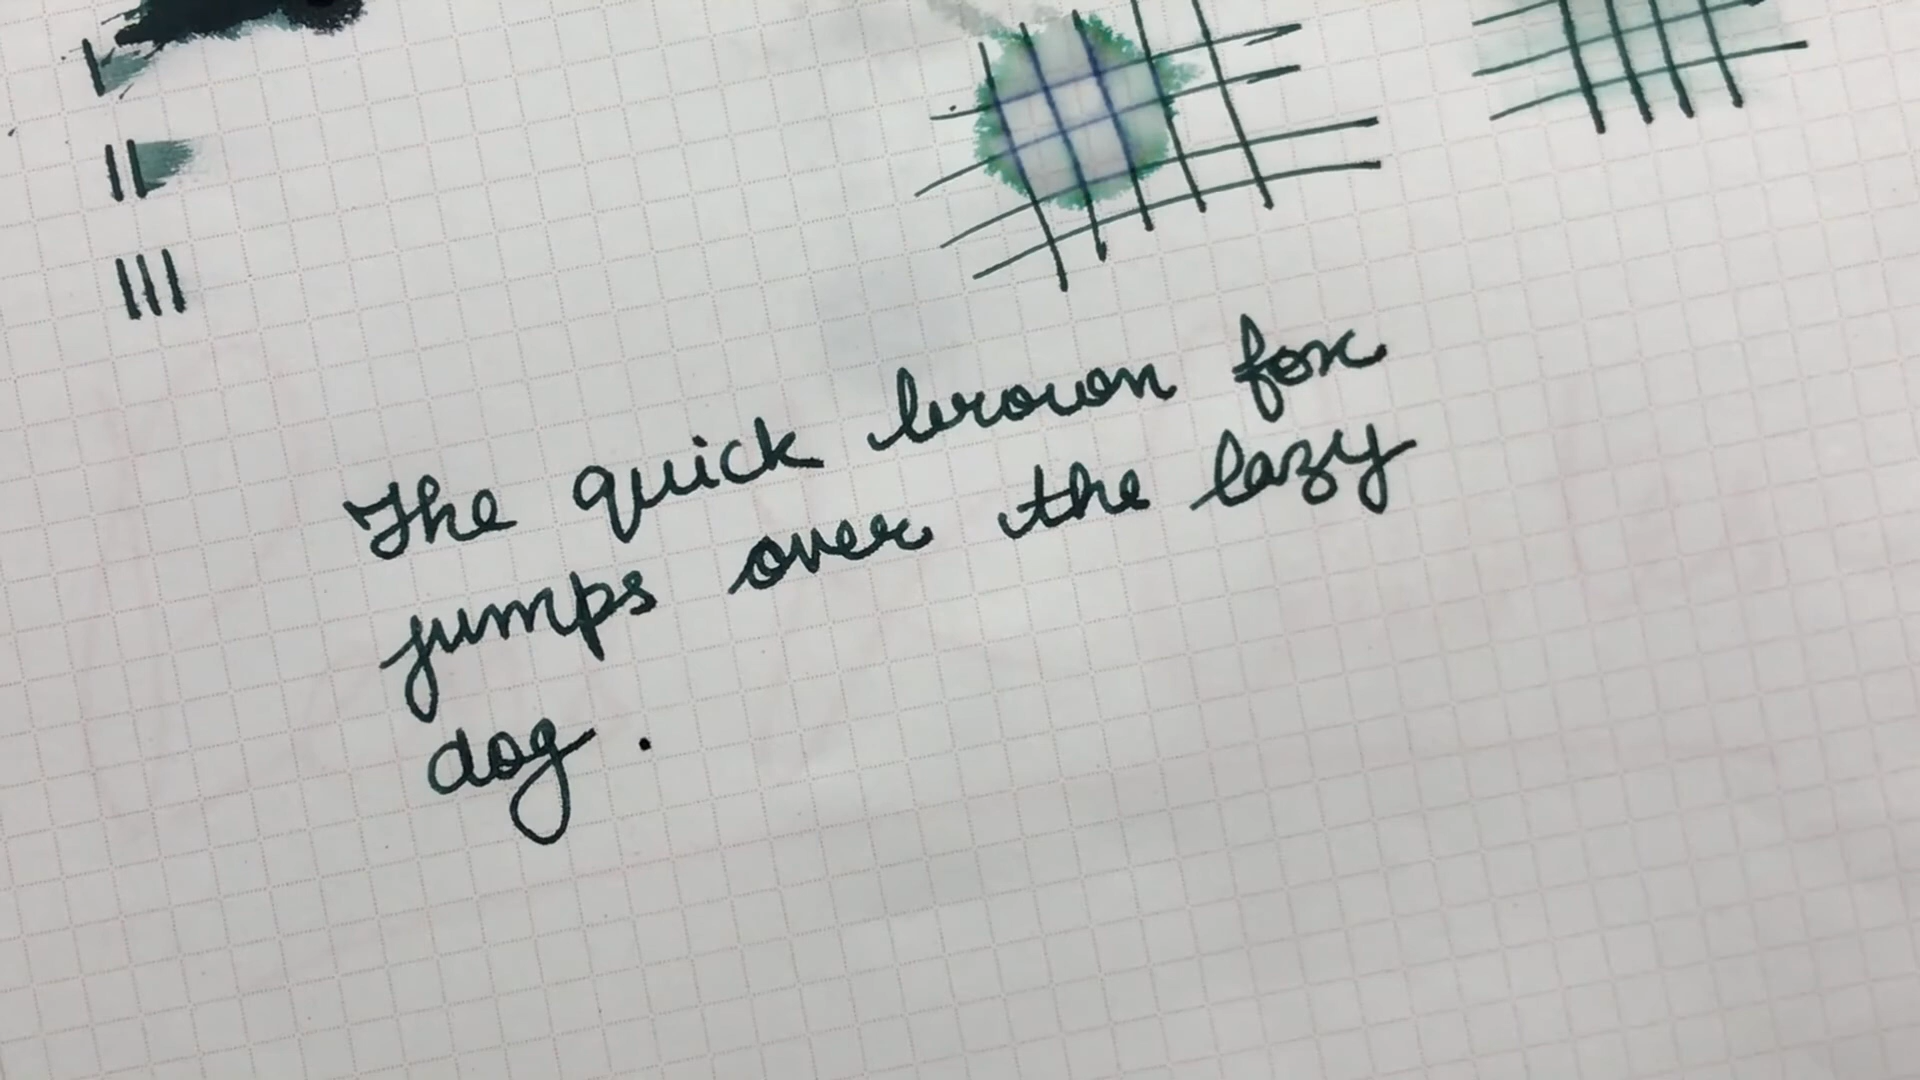 I
II
III
The quick brown fox
jumps over the lazy
dog.